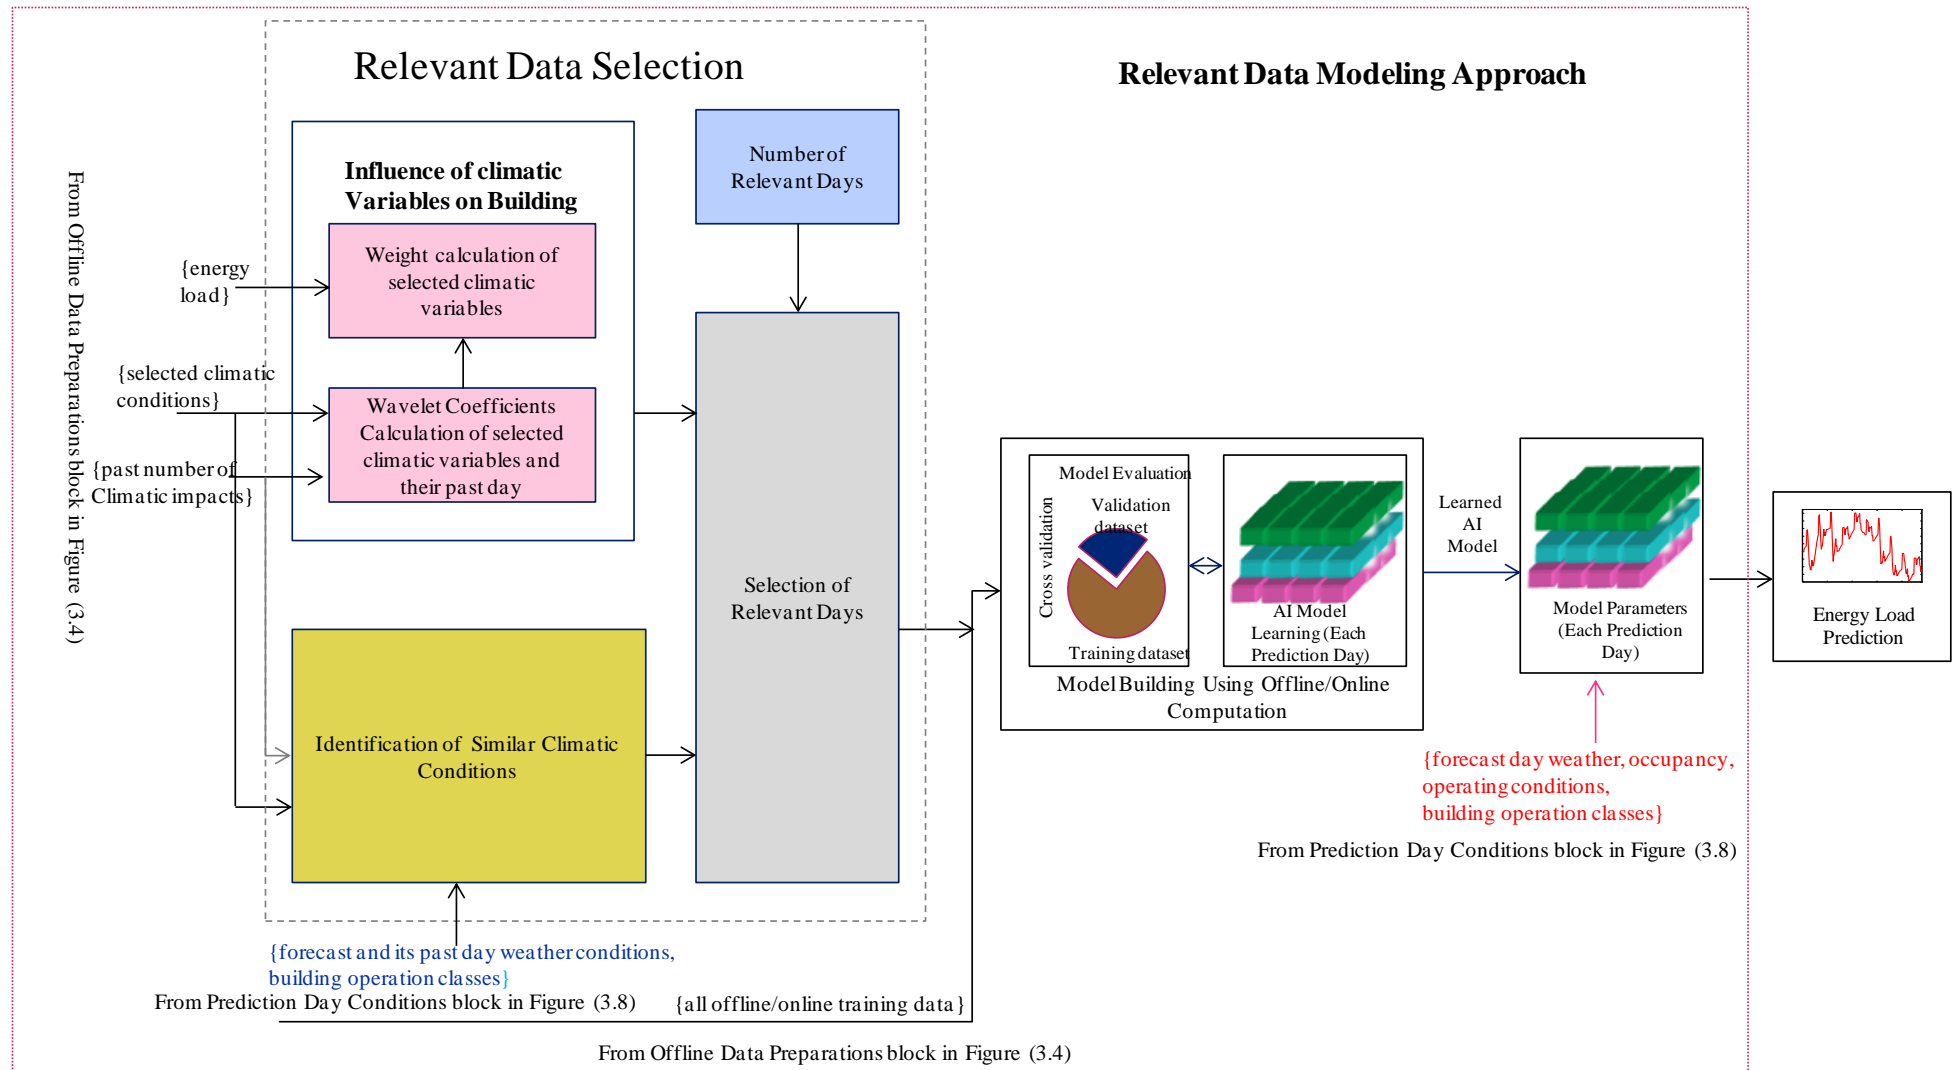 Relevant Data Selection
Relevant Data Modeling Approach
From Offline Data Preparations block in Figure (3.4)
Influence of climatic
Variables on Building
Number of
Relevant Days
Weight calculation of
selected climatic
variables
{energy
load}
{selected climatic
conditions}
Wavelet Coefficients
Calculation of selected
climatic variables and
their past day
{past number of
Climatic impacts}
Selection of
Relevant Days
Identification of Similar Climatic
Conditions
Model Evaluation
Validation
dataset
Cross validation
Training dataset
AI Model
Learning (Each
Prediction Day)
Model Building Using Offline/Online
Computation
Learned
AI
Model
Model Parameters
(Each Prediction
Day)
Energy Load
Prediction
{forecast day weather, occupancy,
operating conditions,
building operation classes}
From Prediction Day Conditions block in Figure (3.8)
{forecast and its past day weather conditions,
building operation classes}
From Prediction Day Conditions block in Figure (3.8)
{all offline/online training data}
From Offline Data Preparations block in Figure (3.4)